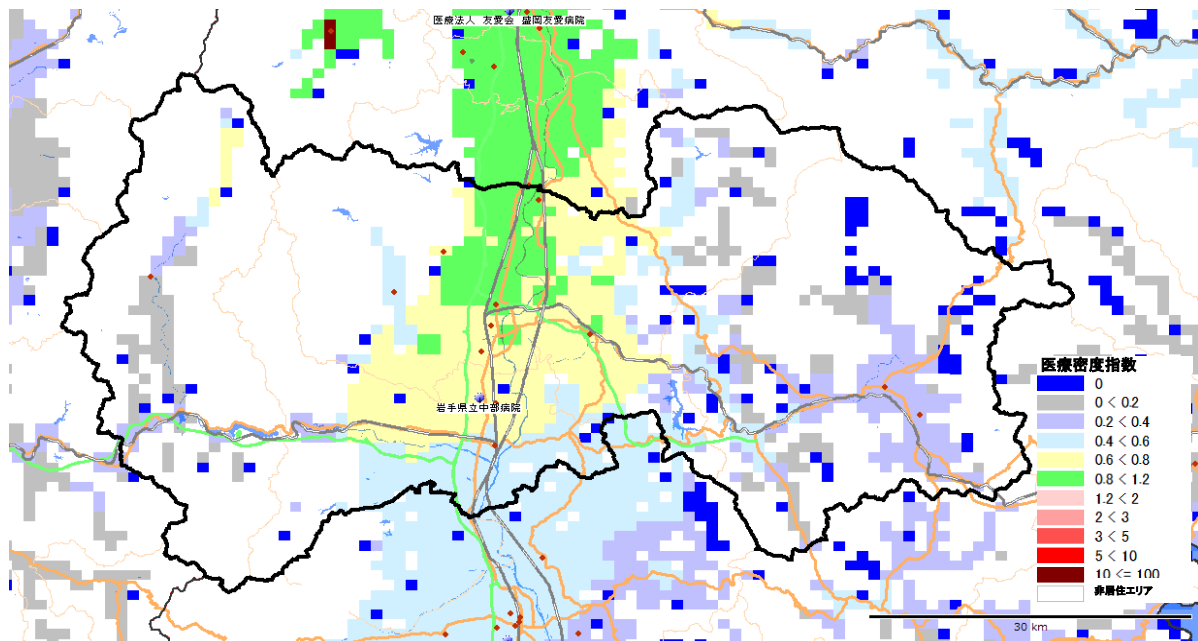 医療法人 友愛会 盛岡友愛病院
岩手県立中部病院
医療密度指数
0
0 < 0.2
0.2 < 0.4
0.4 < 0.6
0.6 < 0.8
0.8 < 1.2
1.2 < 2
2 < 3
3 < 5
5 < 10
10 <= 100
非居住エリア
30 km